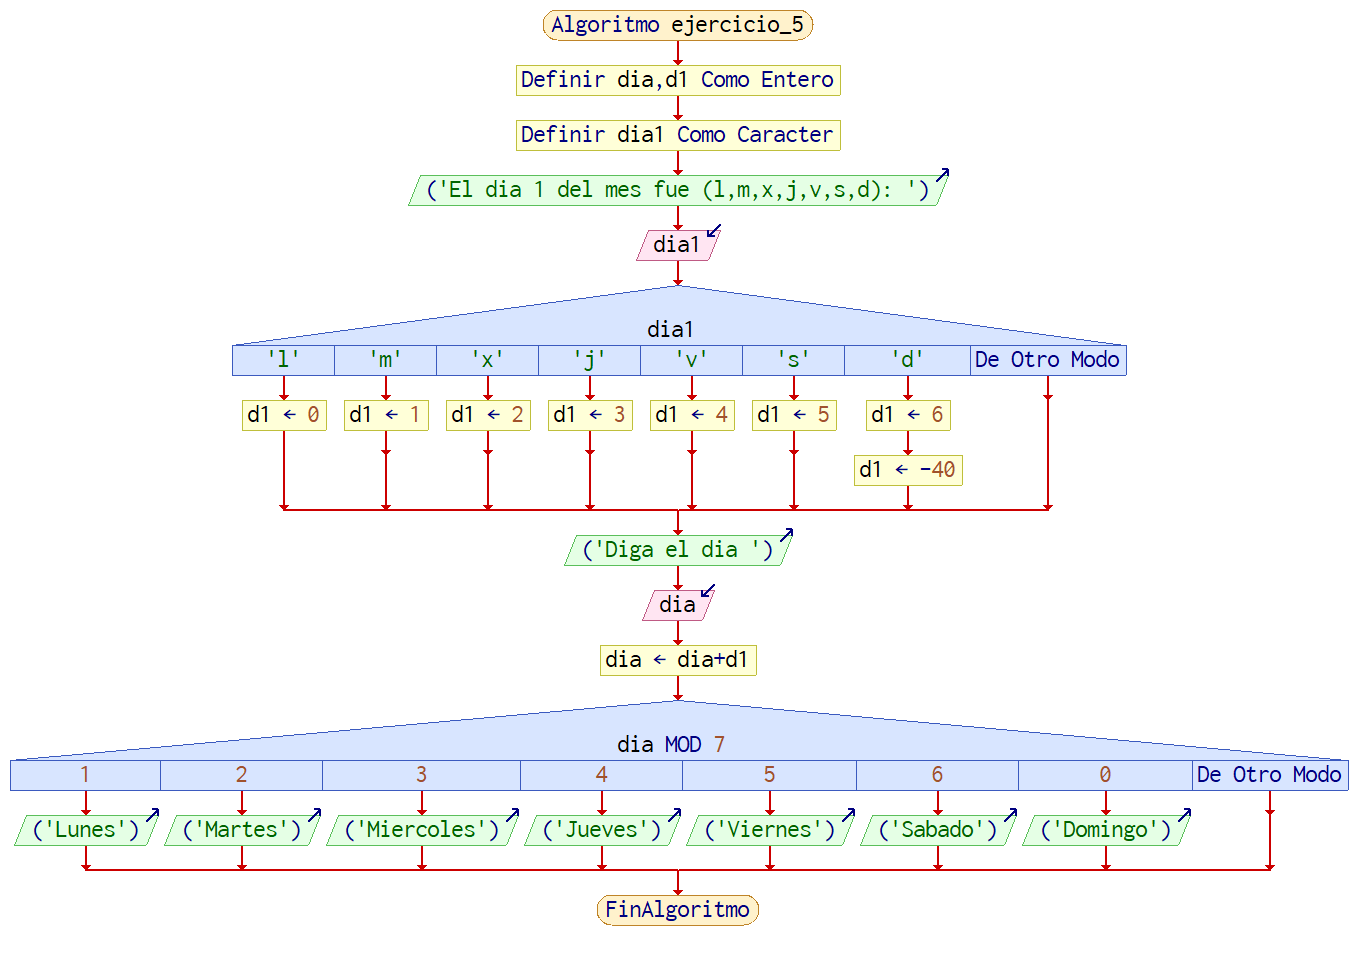 Algoritmo ejercicio_5
Definir dia,d1 Como Entero
Definir dia1 Como Caracter
('El dia 1 del mes fue (l,m,x,j,v,s,d): ')
dia1
dia1
'l' 'm' 'x' 'j' 'v' 's' 'd' De Otro Modo
d1 ← 0 d1 ← 1 d1 ← 2 d1 ← 3 d1 ← 4 d1 ← 5 d1 ← 6
d1 ← -40
('Diga el dia ')
dia
dia ← dia+d1
dia MOD 7
1 2 3 4 5 6 0 De Otro Modo
('Lunes') ('Martes') ('Miercoles') ('Jueves') ('Viernes') ('Sabado') ('Domingo')
FinAlgoritmo